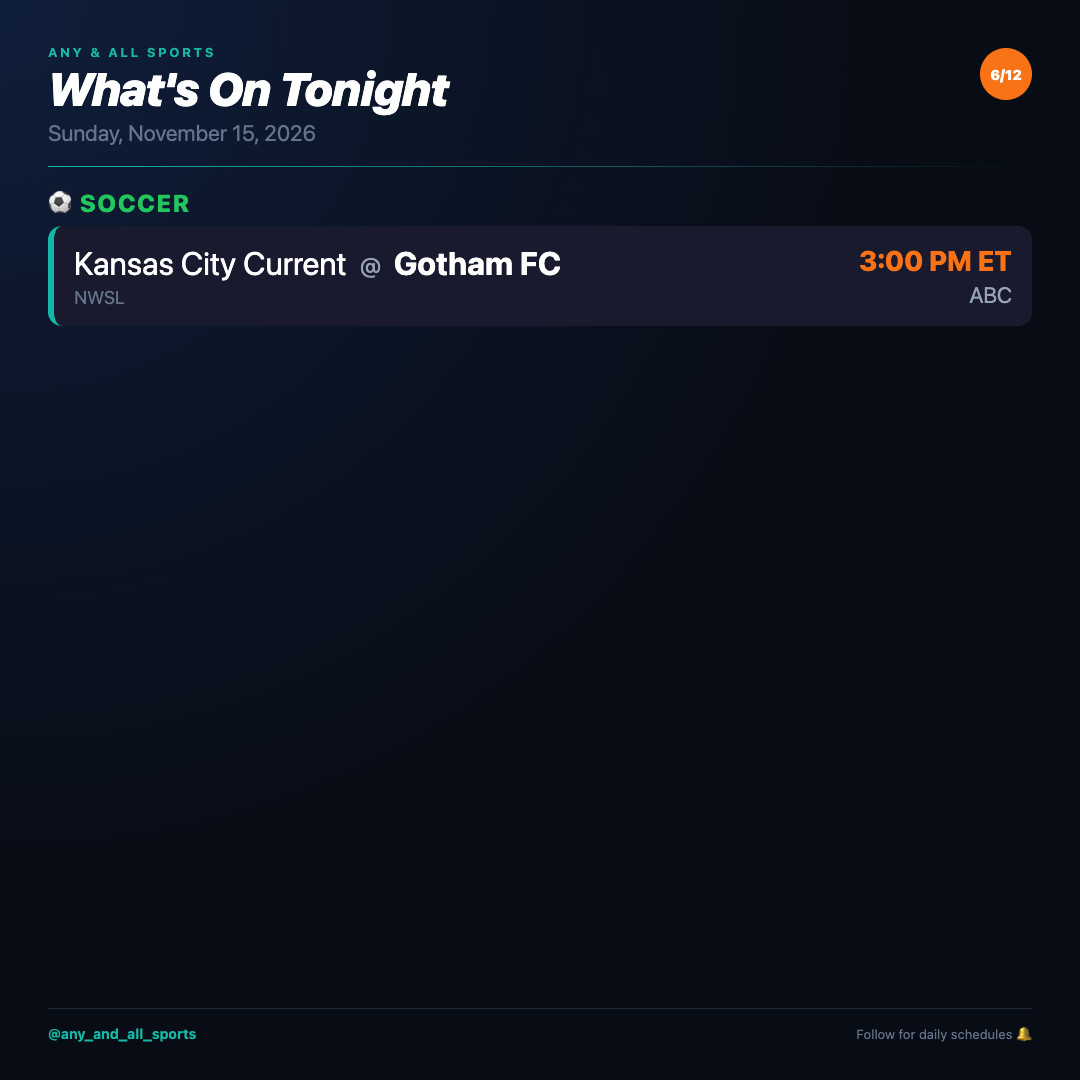 ANY & ALL SPORTS
What's On Tonight
6/12
Sunday, November 15, 2026
⚽ SOCCER
Kansas City Current @ Gotham FC
3:00 PM ET
NWSL
ABC
@any_and_all_sports
Follow for daily schedules 🔔